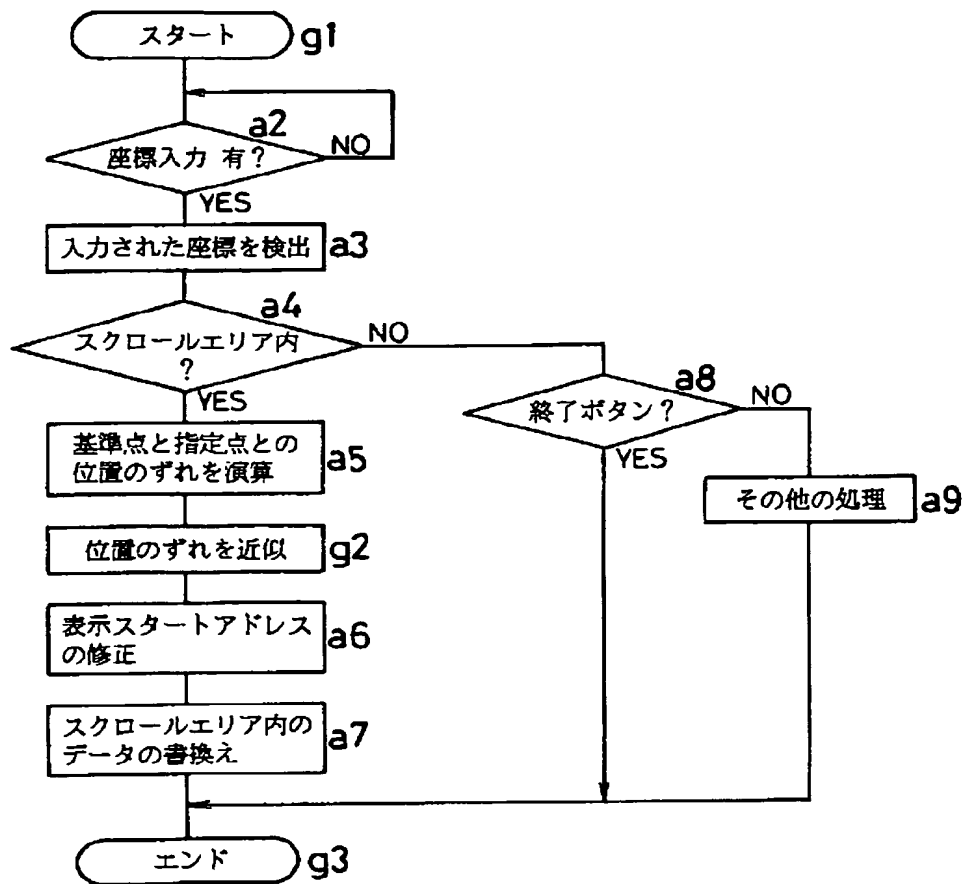 スタート g1
a2
座標入力 有? NO
YES
入力された座標を検出 a3
a4
スクロールエリア内 NO
?
YES
a8
終了ボタン? NO
YES
基準点と指定点との
位置のずれを演算 a5
その他の処理 a9
位置のずれを近似 g2
表示スタートアドレス
の修正 a6
スクロールエリア内の
データの書換え a7
エンド g3